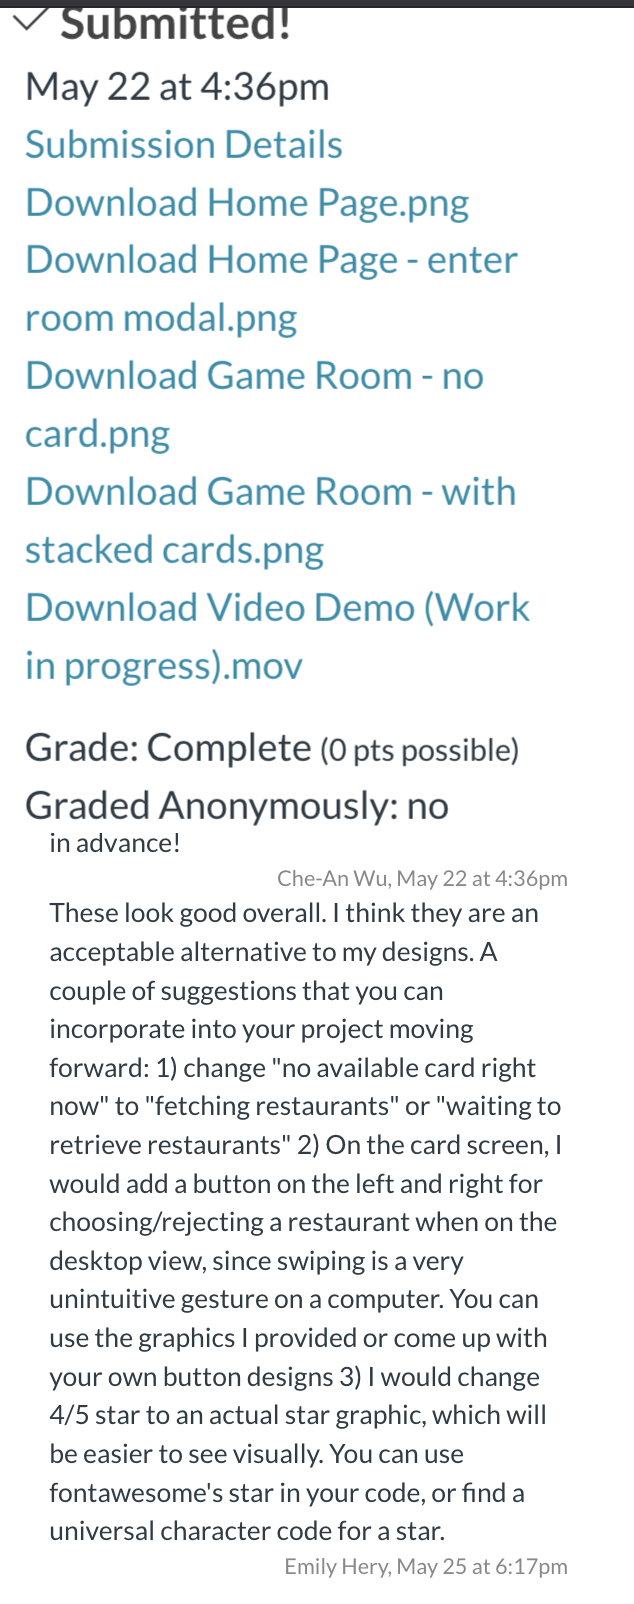 Submitted!
May 22 at 4:36pm
Submission Details
Download Home Page.png
Download Home Page - enter
room modal.png
Download Game Room - no
card.png
Download Game Room - with
stacked cards.png
Download Video Demo (Work
in progress).mov
Grade: Complete (0 pts possible)
Graded Anonymously: no
in advance!
Che-An Wu, May 22 at 4:36pm
These look good overall. I think they are an
acceptable alternative to my designs. A
couple of suggestions that you can
incorporate into your project moving
forward: 1) change "no available card right
now" to "fetching restaurants" or "waiting to
retrieve restaurants" 2) On the card screen, I
would add a button on the left and right for
choosing/rejecting a restaurant when on the
desktop view, since swiping is a very
unintuitive gesture on a computer. You can
use the graphics I provided or come up with
your own button designs 3) I would change
4/5 star to an actual star graphic, which will
be easier to see visually. You can use
fontawesome's star in your code, or find a
universal character code for a star.
Emily Hery, May 25 at 6:17pm